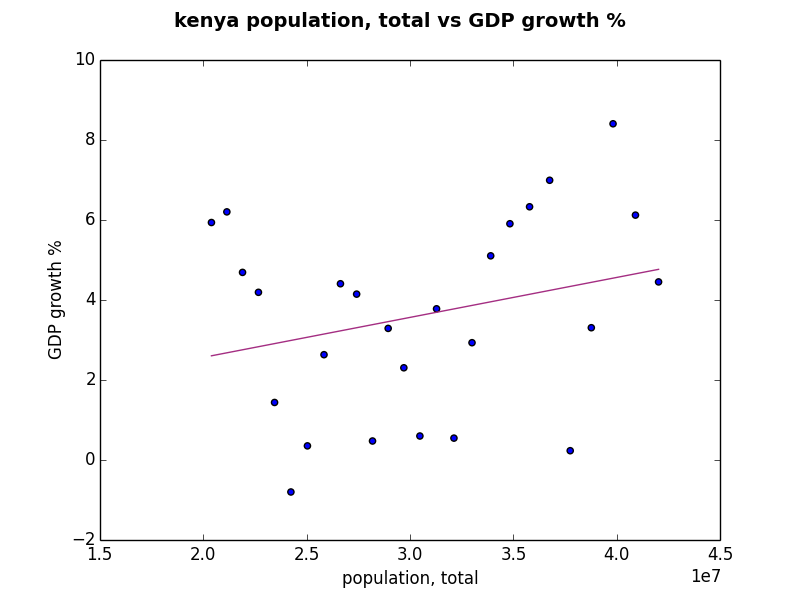 kenya population, total vs GDP growth %
10
8
6
4
2
0
−2
GDP growth %
1.5 2.0 2.5 3.0 3.5 4.0 4.5
1e7
population, total